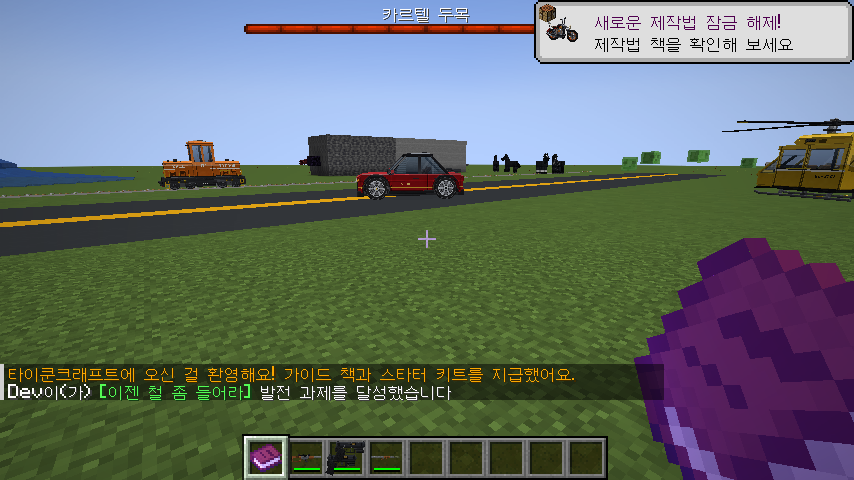 카르텔 두목
새로운 제작법 잠금 해제!
제작법 책을 확인해 보세요
타이쿤크래프트에 오신 걸 환영해요! 가이드 책과 스타터 키트를 지급했어요.
Dev이(가) [이젠 철 좀 들어라] 발전 과제를 달성했습니다